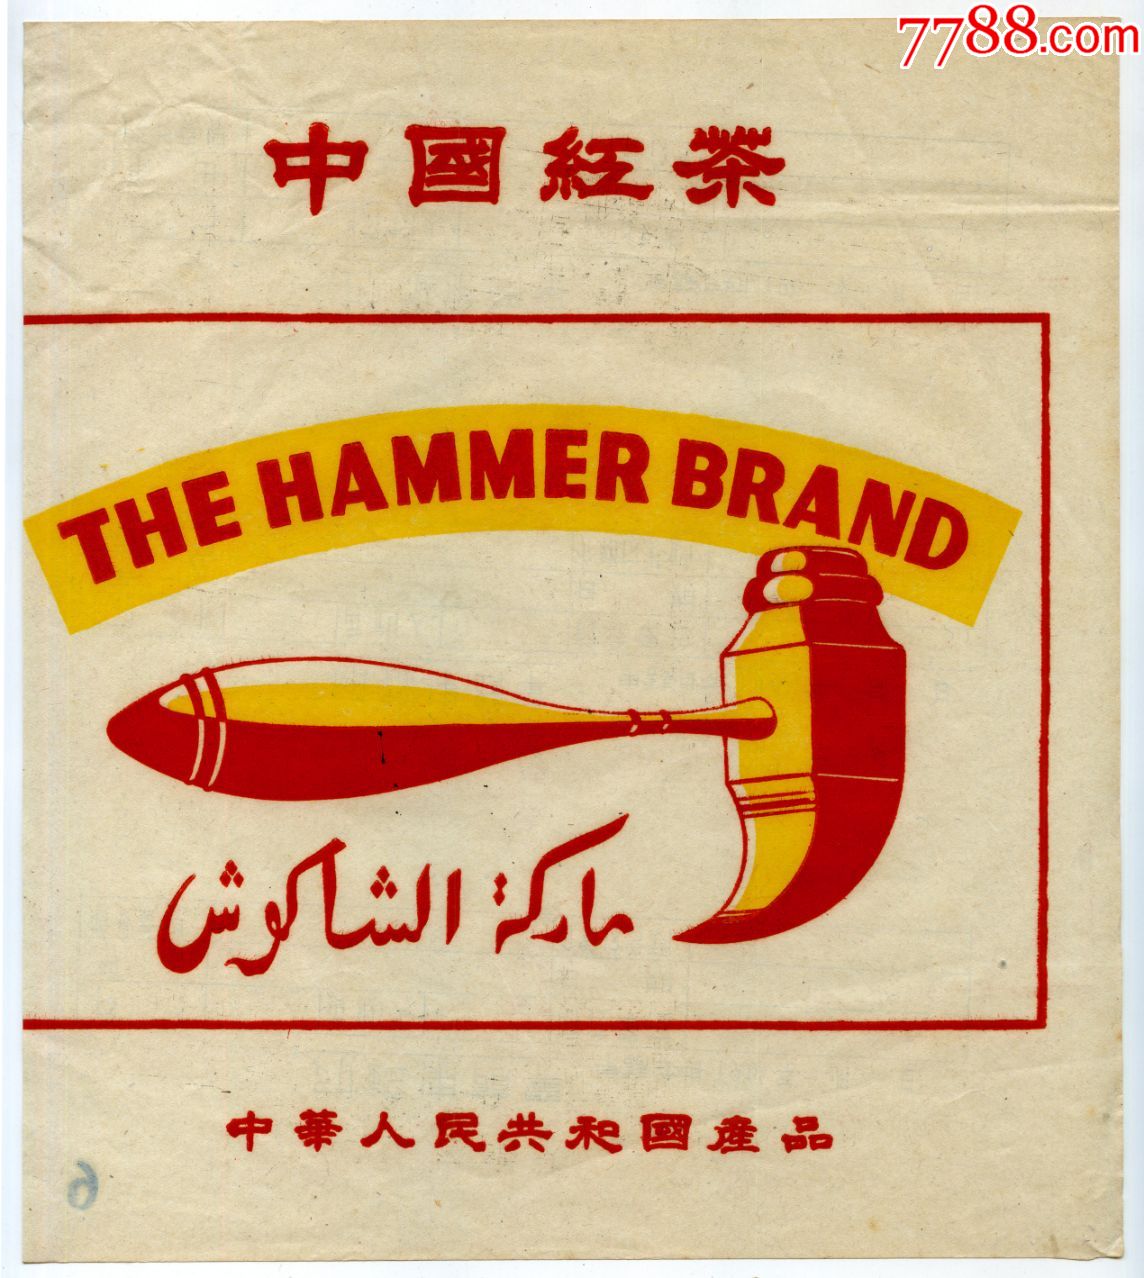 7788.com
中國紅茶
THE HAMMER BRAND
ماركة الشاكوش
中華人民共和國產品
6